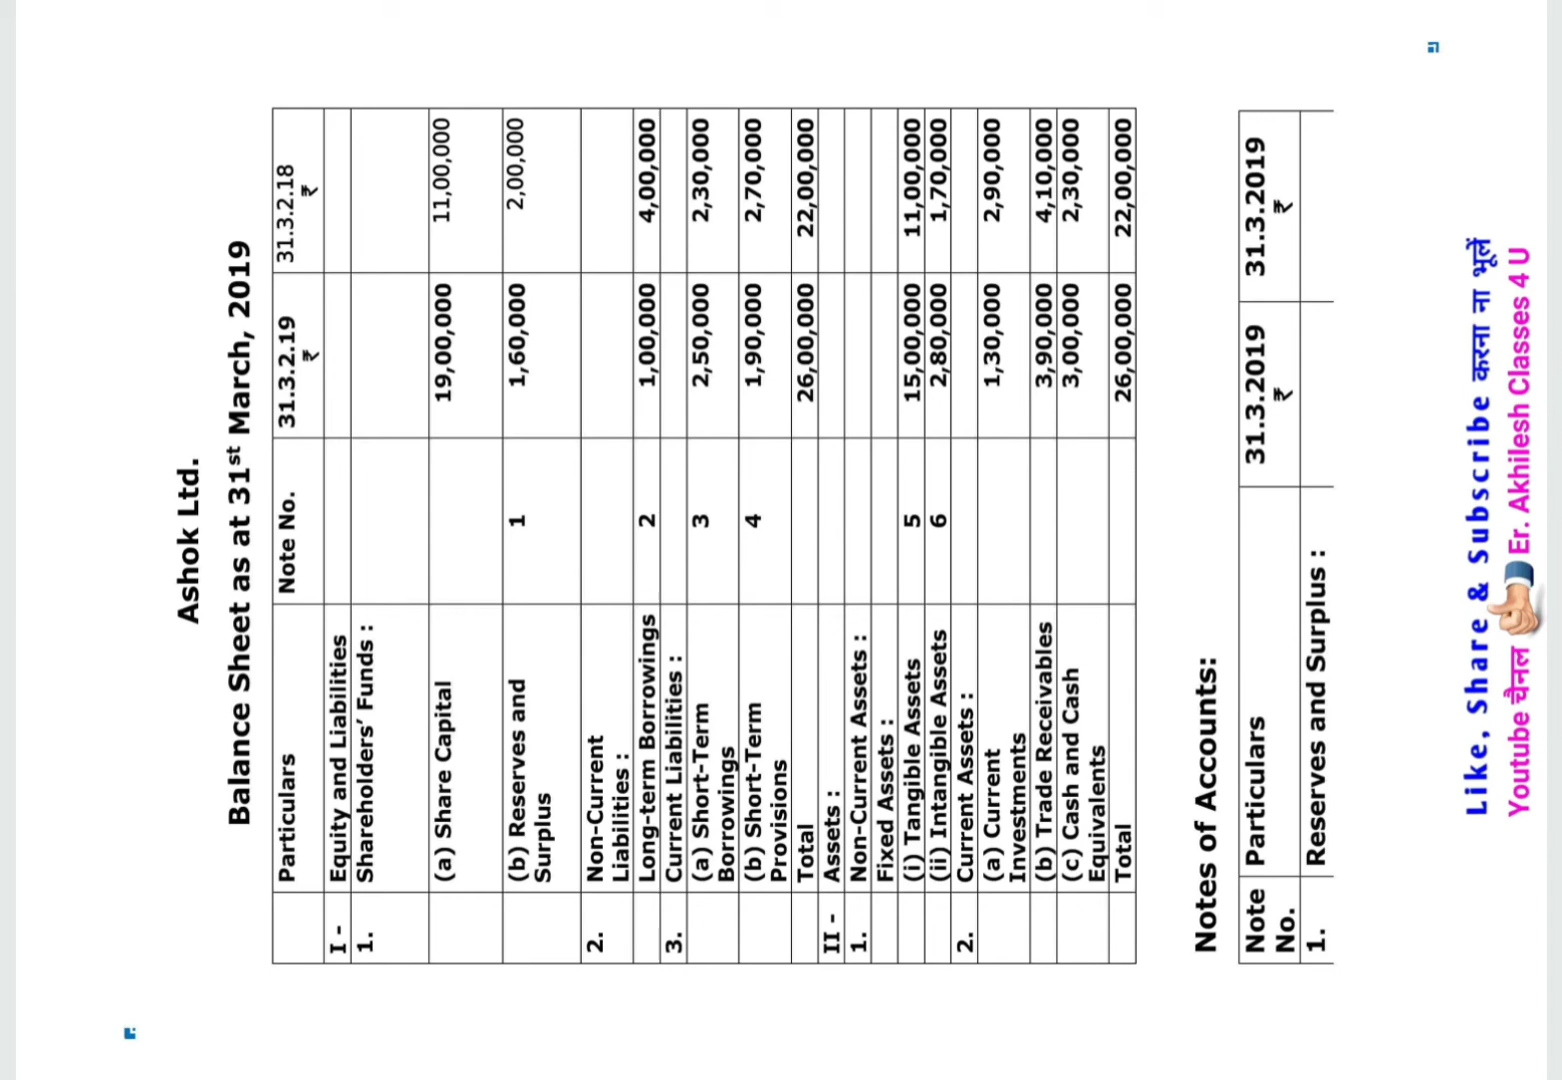 Ashok Ltd.
Balance Sheet as at 31st March, 2019
Particulars Note No. 31.3.2.19 31.3.2.18
₹ ₹
I - Equity and Liabilities
1. Shareholders’ Funds :
(a) Share Capital 19,00,000 11,00,000
(b) Reserves and 1 1,60,000 2,00,000
Surplus
2. Non-Current
Liabilities :
Long-term Borrowings 2 1,00,000 4,00,000
3. Current Liabilities :
(a) Short-Term 3 2,50,000 2,30,000
Borrowings
(b) Short-Term 4 1,90,000 2,70,000
Provisions
Total 26,00,000 22,00,000
II - Assets :
1. Non-Current Assets :
Fixed Assets :
(i) Tangible Assets 5 15,00,000 11,00,000
(ii) Intangible Assets 6 2,80,000 1,70,000
2. Current Assets :
(a) Current 1,30,000 2,90,000
Investments
(b) Trade Receivables 3,90,000 4,10,000
(c) Cash and Cash 3,00,000 2,30,000
Equivalents
Total 26,00,000 22,00,000
Notes of Accounts:
Note Particulars 31.3.2019 31.3.2019
No. ₹ ₹
1. Reserves and Surplus :
Like, Share & Subscribe करना ना भूलें
Youtube चैनल Er. Akhilesh Classes 4 U